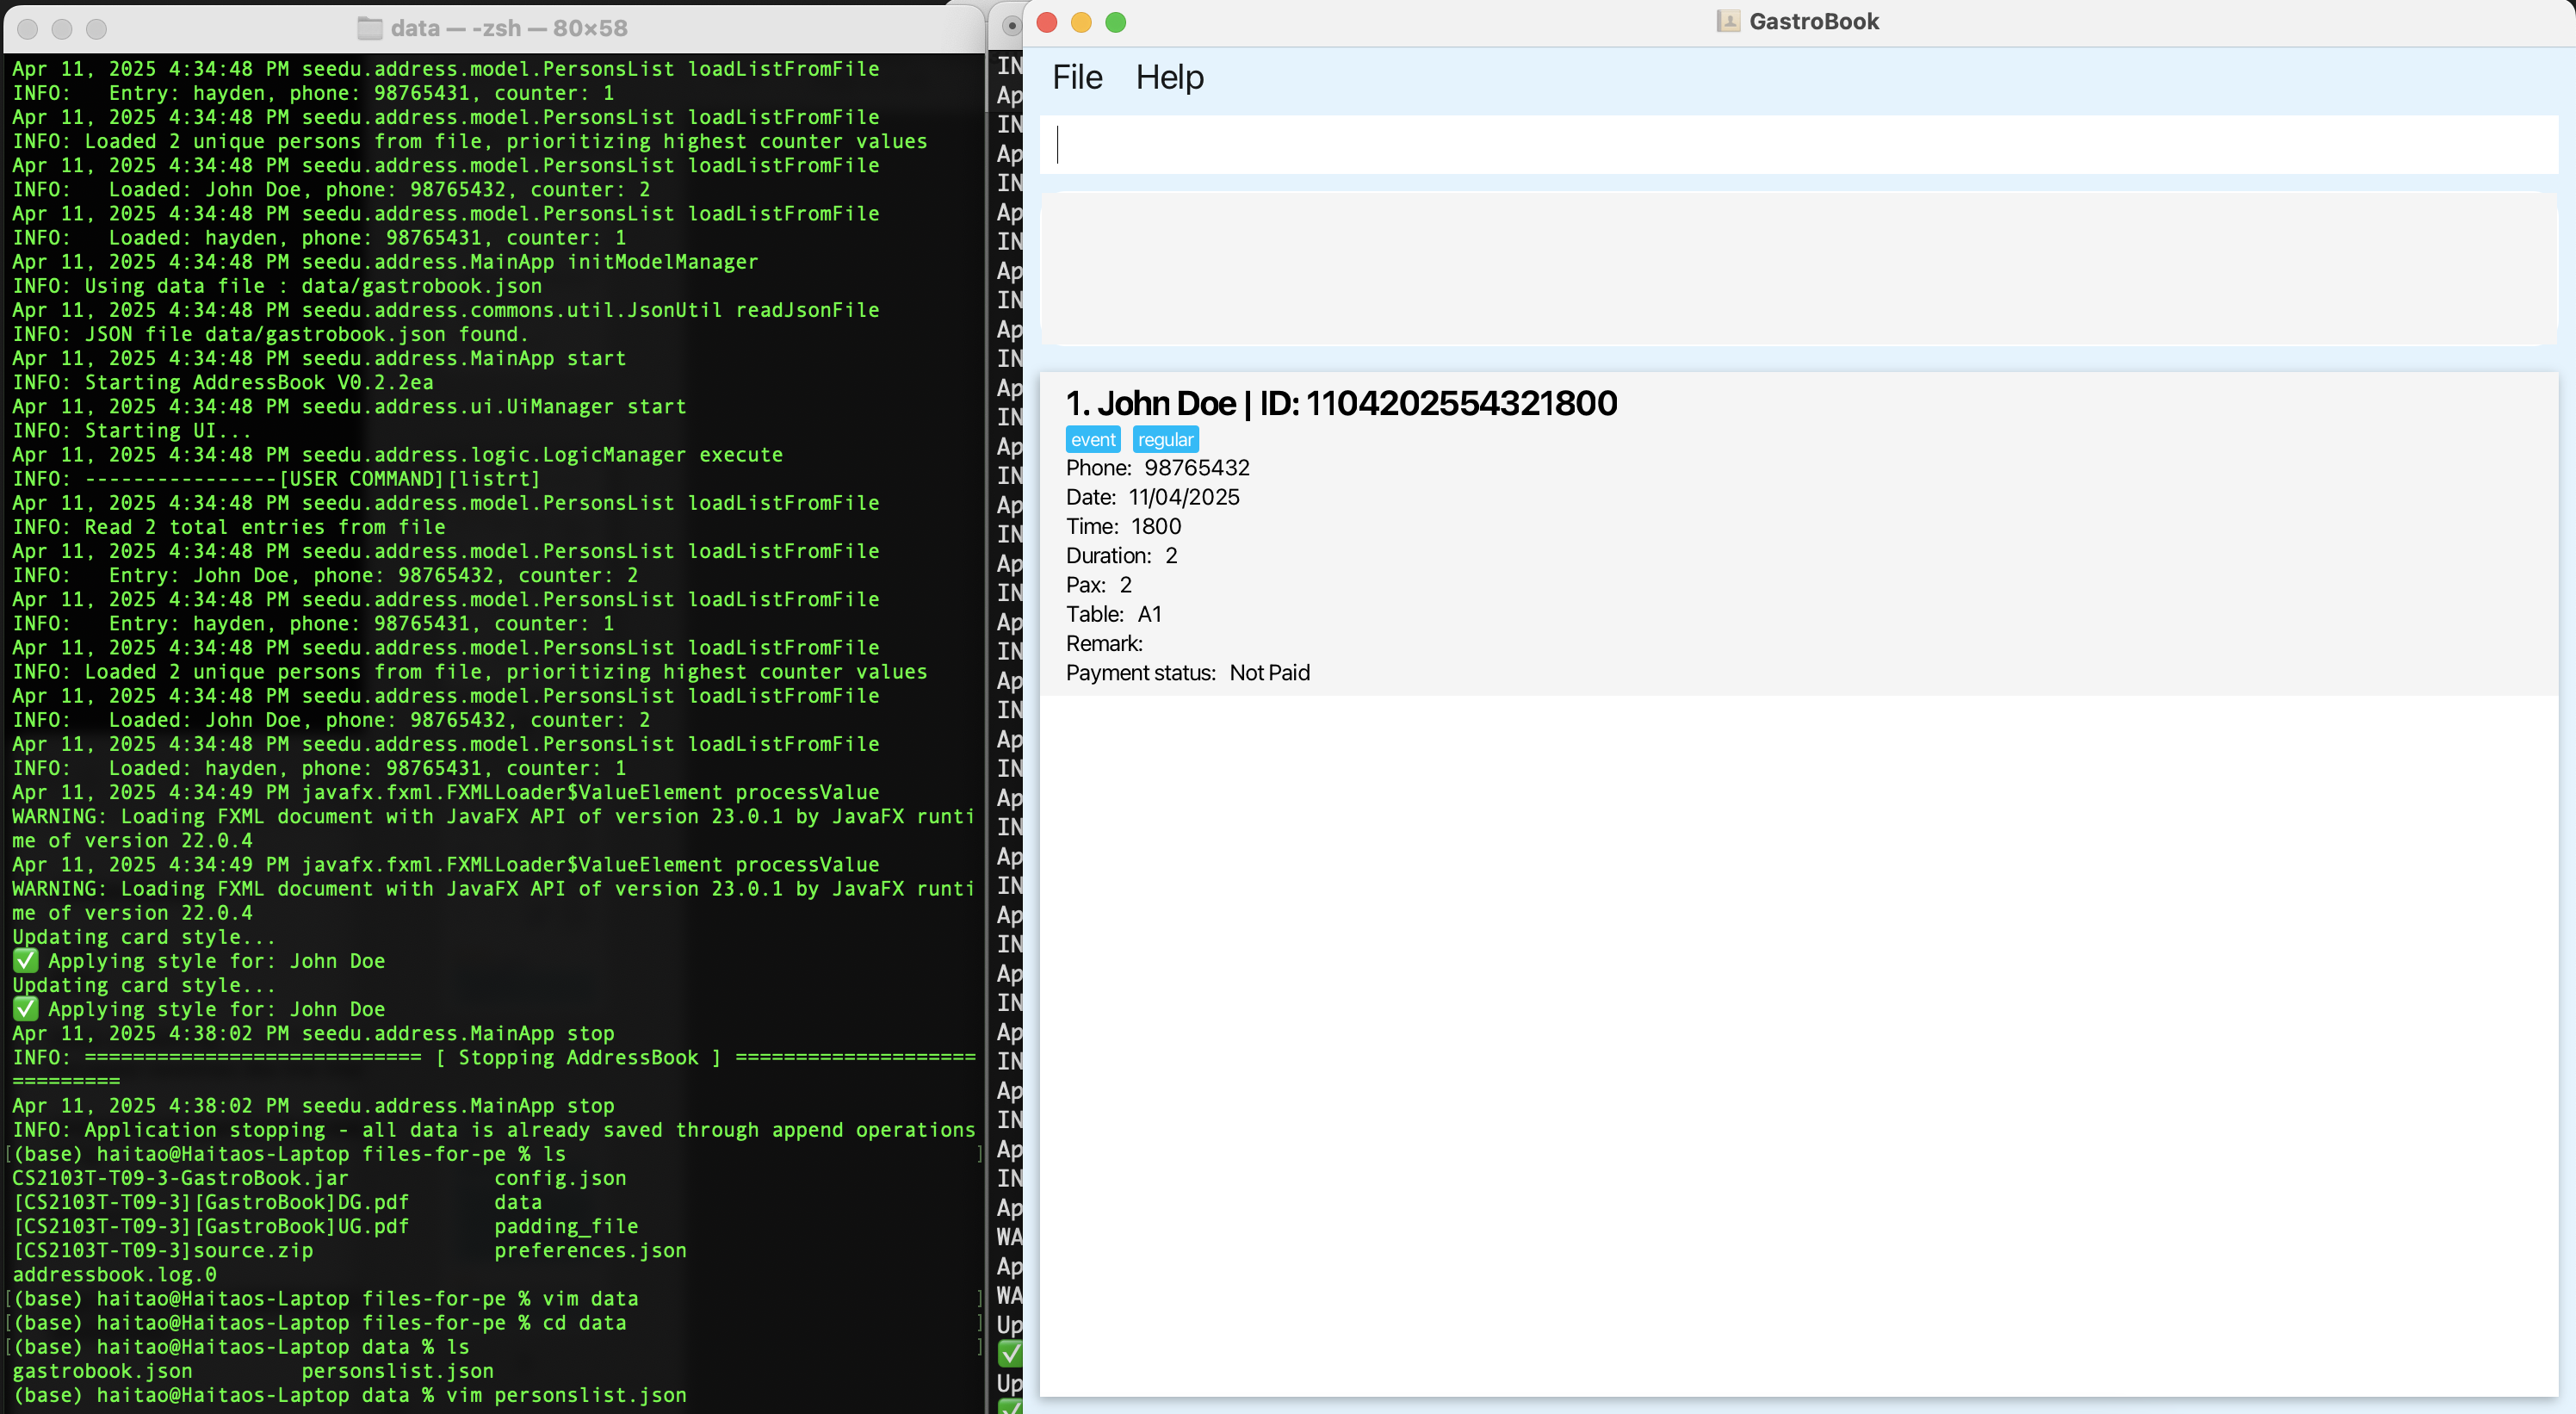 data — -zsh — 80×58
Apr 11, 2025 4:34:48 PM seedu.address.model.PersonsList loadListFromFile
INFO:   Entry: hayden, phone: 98765431, counter: 1
Apr 11, 2025 4:34:48 PM seedu.address.model.PersonsList loadListFromFile
INFO: Loaded 2 unique persons from file, prioritizing highest counter values
Apr 11, 2025 4:34:48 PM seedu.address.model.PersonsList loadListFromFile
INFO:   Loaded: John Doe, phone: 98765432, counter: 2
Apr 11, 2025 4:34:48 PM seedu.address.model.PersonsList loadListFromFile
INFO:   Loaded: hayden, phone: 98765431, counter: 1
Apr 11, 2025 4:34:48 PM seedu.address.MainApp initModelManager
INFO: Using data file : data/gastrobook.json
Apr 11, 2025 4:34:48 PM seedu.address.commons.util.JsonUtil readJsonFile
INFO: JSON file data/gastrobook.json found.
Apr 11, 2025 4:34:48 PM seedu.address.MainApp start
INFO: Starting AddressBook V0.2.2ea
Apr 11, 2025 4:34:48 PM seedu.address.ui.UiManager start
INFO: Starting UI...
Apr 11, 2025 4:34:48 PM seedu.address.logic.LogicManager execute
INFO: ----------------[USER COMMAND][listrt]
Apr 11, 2025 4:34:48 PM seedu.address.model.PersonsList loadListFromFile
INFO: Read 2 total entries from file
Apr 11, 2025 4:34:48 PM seedu.address.model.PersonsList loadListFromFile
INFO:   Entry: John Doe, phone: 98765432, counter: 2
Apr 11, 2025 4:34:48 PM seedu.address.model.PersonsList loadListFromFile
INFO:   Entry: hayden, phone: 98765431, counter: 1
Apr 11, 2025 4:34:48 PM seedu.address.model.PersonsList loadListFromFile
INFO: Loaded 2 unique persons from file, prioritizing highest counter values
Apr 11, 2025 4:34:48 PM seedu.address.model.PersonsList loadListFromFile
INFO:   Loaded: John Doe, phone: 98765432, counter: 2
Apr 11, 2025 4:34:48 PM seedu.address.model.PersonsList loadListFromFile
INFO:   Loaded: hayden, phone: 98765431, counter: 1
Apr 11, 2025 4:34:49 PM javafx.fxml.FXMLLoader$ValueElement processValue
WARNING: Loading FXML document with JavaFX API of version 23.0.1 by JavaFX runti
me of version 22.0.4
Apr 11, 2025 4:34:49 PM javafx.fxml.FXMLLoader$ValueElement processValue
WARNING: Loading FXML document with JavaFX API of version 23.0.1 by JavaFX runti
me of version 22.0.4
Updating card style...
✅ Applying style for: John Doe
Updating card style...
✅ Applying style for: John Doe
Apr 11, 2025 4:38:02 PM seedu.address.MainApp stop
INFO: ============================ [ Stopping AddressBook ] ====================
=========
Apr 11, 2025 4:38:02 PM seedu.address.MainApp stop
INFO: Application stopping - all data is already saved through append operations
[(base) haitao@Haitaos-Laptop files-for-pe % ls ]
CS2103T-T09-3-GastroBook.jar            config.json
[CS2103T-T09-3][GastroBook]DG.pdf       data
[CS2103T-T09-3][GastroBook]UG.pdf       padding_file
[CS2103T-T09-3]source.zip               preferences.json
addressbook.log.0
[(base) haitao@Haitaos-Laptop files-for-pe % vim data ]
[(base) haitao@Haitaos-Laptop files-for-pe % cd data ]
[(base) haitao@Haitaos-Laptop data % ls ]
gastrobook.json         personslist.json
(base) haitao@Haitaos-Laptop data % vim personslist.json
IN
Ap
IN
Ap
IN
Ap
IN
Ap
IN
Ap
IN
Ap
IN
Ap
IN
Ap
IN
Ap
IN
Ap
IN
Ap
IN
Ap
IN
Ap
IN
Ap
IN
Ap
IN
Ap
IN
Ap
IN
Ap
IN
Ap
IN
Ap
WA
Ap
WA
Up
✅
Up
✅
GastroBook
File Help
1. John Doe | ID: 1104202554321800
event regular
Phone: 98765432
Date: 11/04/2025
Time: 1800
Duration: 2
Pax: 2
Table: A1
Remark:
Payment status: Not Paid